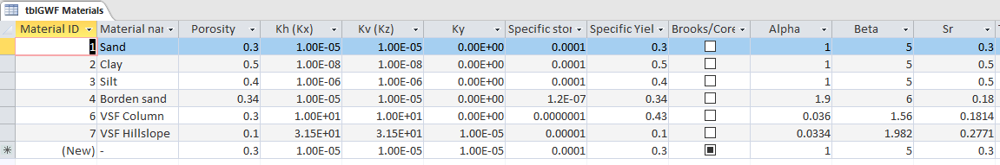 tblGWF Materials
Material ID Material nar Porosity Kh (Kx) Kv (Kz) Ky Specific stor Specific Yiel Brooks/Core Alpha Beta Sr
1 Sand 0.3 1.00E-05 1.00E-05 0.00E+00 0.0001 0.3 1 5 0.3
2 Clay 0.5 1.00E-08 1.00E-08 0.00E+00 0.0001 0.5 1 5 0.5
3 Silt 0.4 1.00E-06 1.00E-06 0.00E+00 0.0001 0.4 1 5 0.5
4 Borden sand 0.34 1.00E-05 1.00E-05 0.00E+00 1.2E-07 0.34 1.9 6 0.18
6 VSF Column 0.3 1.00E+01 1.00E+01 0.00E+00 0.0000001 0.43 0.036 1.56 0.1814
7 VSF Hillslope 0.1 3.15E+01 3.15E+01 1.00E-05 0.00001 0.1 0.0334 1.982 0.2771
(New) - 0.3 1.00E-05 1.00E-05 1.00E-05 0.0001 0.3 1 5 0.3